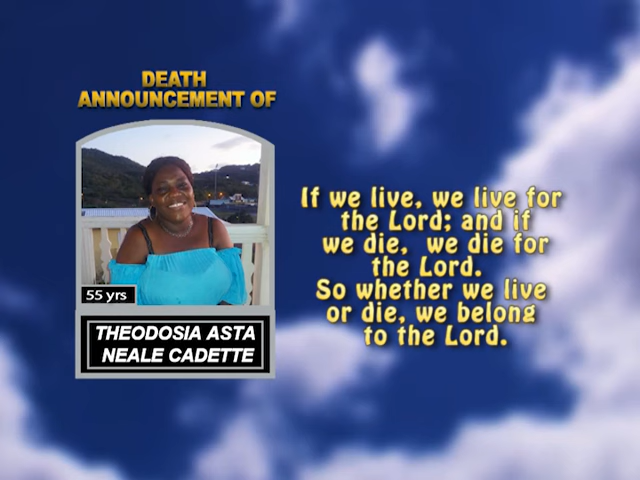 DEATH
ANNOUNCEMENT OF
55 yrs
THEODOSIA ASTA
NEALE CADETTE
If we live, we live for
the Lord; and if
we die, we die for
the Lord.
So whether we live
or die, we belong
to the Lord.